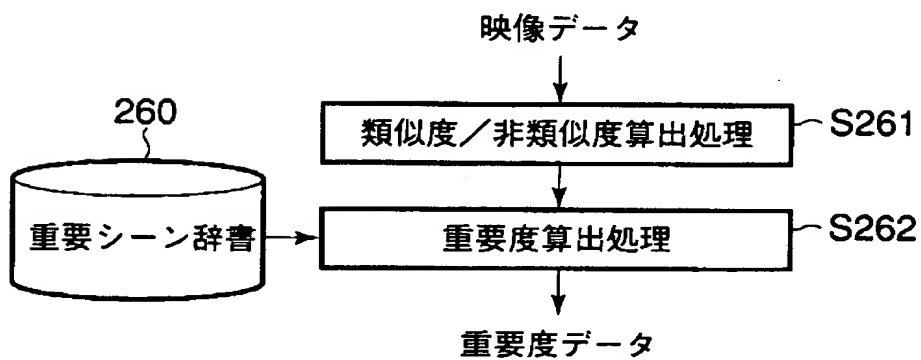 映像データ
260
類似度／非類似度算出処理
S261
重要シーン辞書
重要度算出処理
S262
重要度データ